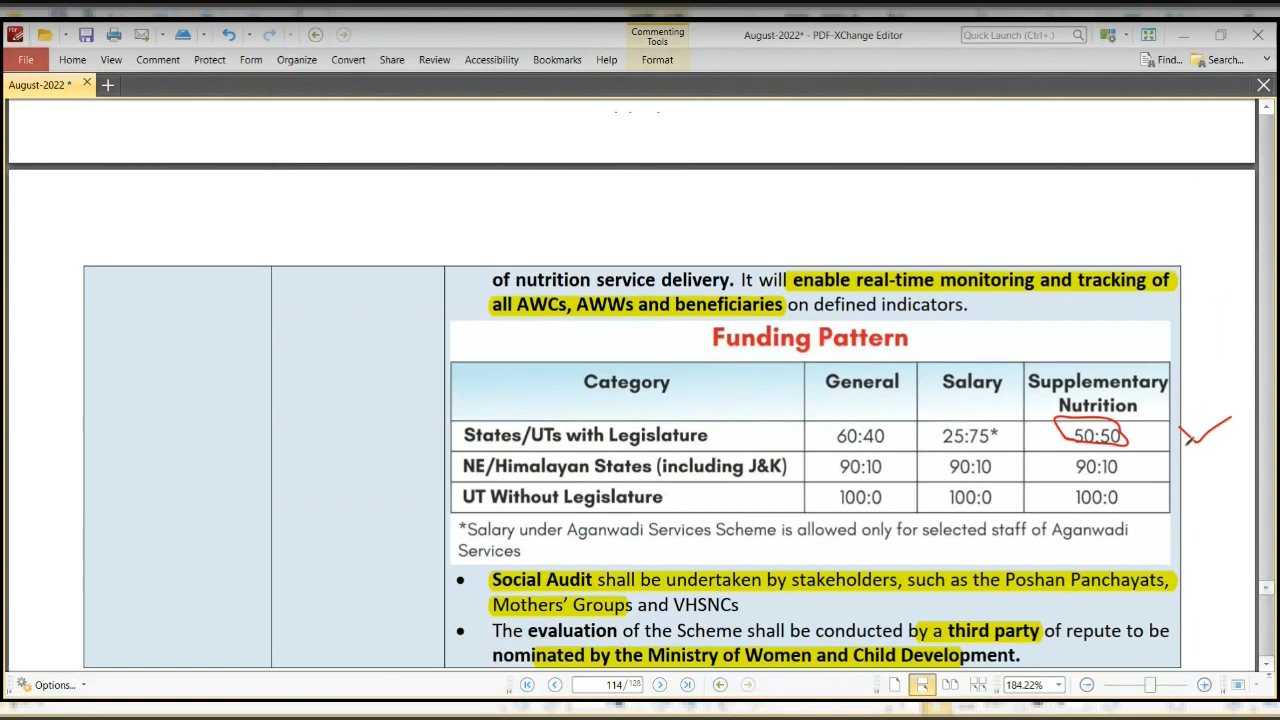 Commenting Tools
August-2022* - PDF-XChange Editor
Quick Launch (Ctrl+.)
File Home View Comment Protect Form Organize Convert Share Review Accessibility Bookmarks Help Format
Find... Search...
August-2022 *
of nutrition service delivery. It will enable real-time monitoring and tracking of
all AWCs, AWWs and beneficiaries on defined indicators.
Funding Pattern
Category General Salary Supplementary Nutrition
States/UTs with Legislature 60:40 25:75* 50:50
NE/Himalayan States (including J&K) 90:10 90:10 90:10
UT Without Legislature 100:0 100:0 100:0
*Salary under Aganwadi Services Scheme is allowed only for selected staff of Aganwadi
Services
• Social Audit shall be undertaken by stakeholders, such as the Poshan Panchayats,
Mothers' Groups and VHSNCs
• The evaluation of the Scheme shall be conducted by a third party of repute to be
nominated by the Ministry of Women and Child Development.
Options... 114/128 184.22%